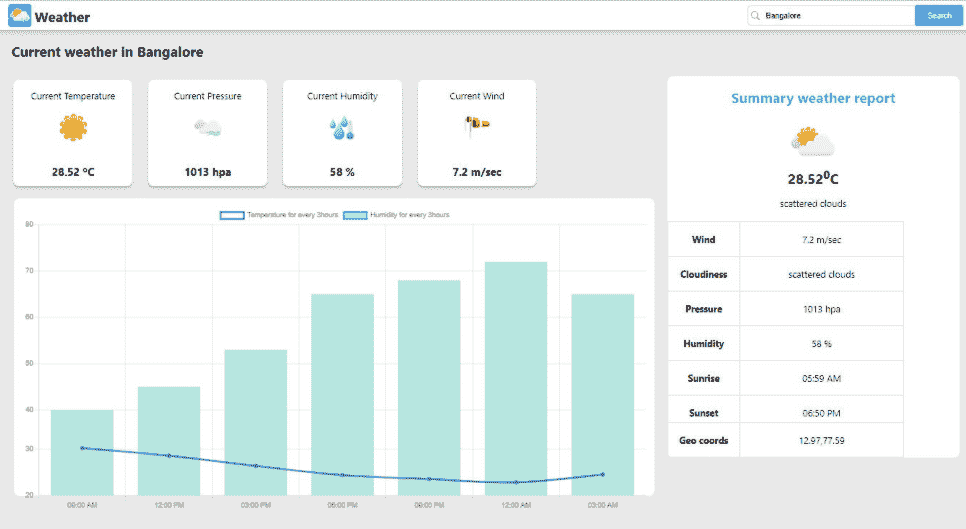 Weather
Bangalore
Search
Current weather in Bangalore
Current Temperature
28.52 °C
Current Pressure
1013 hpa
Current Humidity
58 %
Current Wind
7.2 m/sec
Temperature for every 3hours
Humidity for every 3hours
80
70
60
50
40
30
20
09:00 AM
12:00 PM
03:00 PM
06:00 PM
09:00 PM
12:00 AM
03:00 AM
Summary weather report
28.52⁰C
scattered clouds
Wind 7.2 m/sec
Cloudiness scattered clouds
Pressure 1013 hpa
Humidity 58 %
Sunrise 05:59 AM
Sunset 06:50 PM
Geo coords 12.97,77.59